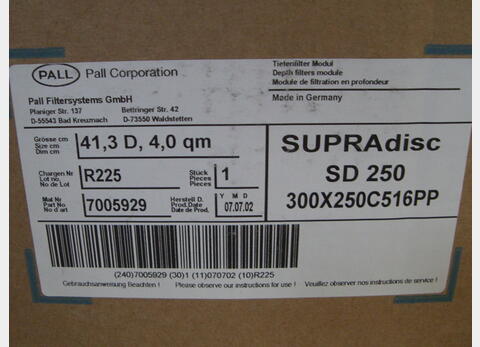 PALL Pall Corporation
Tiefenfilter Modul
Depth filters module
Module de filtration en profondeur
Pall Filtersystems GmbH
Planiger Str. 137 Bettringer Str. 42
D-55543 Bad Kreuznach D-73550 Waldstetten
Made in Germany
Grösse cm
Size cm
Dim cm
41,3 D, 4,0 qm
SUPRAdisc
SD 250
300X250C516PP
Chargen Nr
Lot no.
No de Lot
R225
Stück
Pieces
Pièces
1
Mat Nr
Part No.
No d'art
7005929
Herstell D.
Prod.Date
Date de Prod.
Y M D
07.07.02
(240)7005929 (30)1 (11)070702 (10)R225
Gebrauchsanweisung Beachten ! Please observe our instructions for use ! Veuillez observer nos instructions de service !